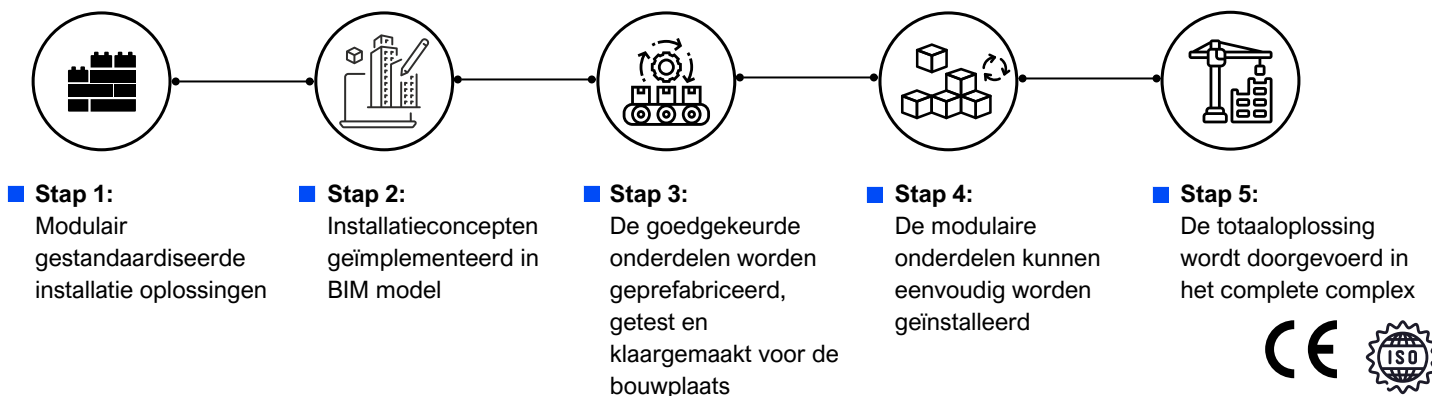 Stap 1:
Modulair
gestandaardiseerde
installatie oplossingen
Stap 2:
Installatieconcepten
geïmplementeerd in
BIM model
Stap 3:
De goedgekeurde
onderdelen worden
geprefabriceerd,
getest en
klaargemaakt voor de
bouwplaats
Stap 4:
De modulaire
onderdelen kunnen
eenvoudig worden
geïnstalleerd
Stap 5:
De totaaloplossing
wordt doorgevoerd in
het complete complex
CE
ISO